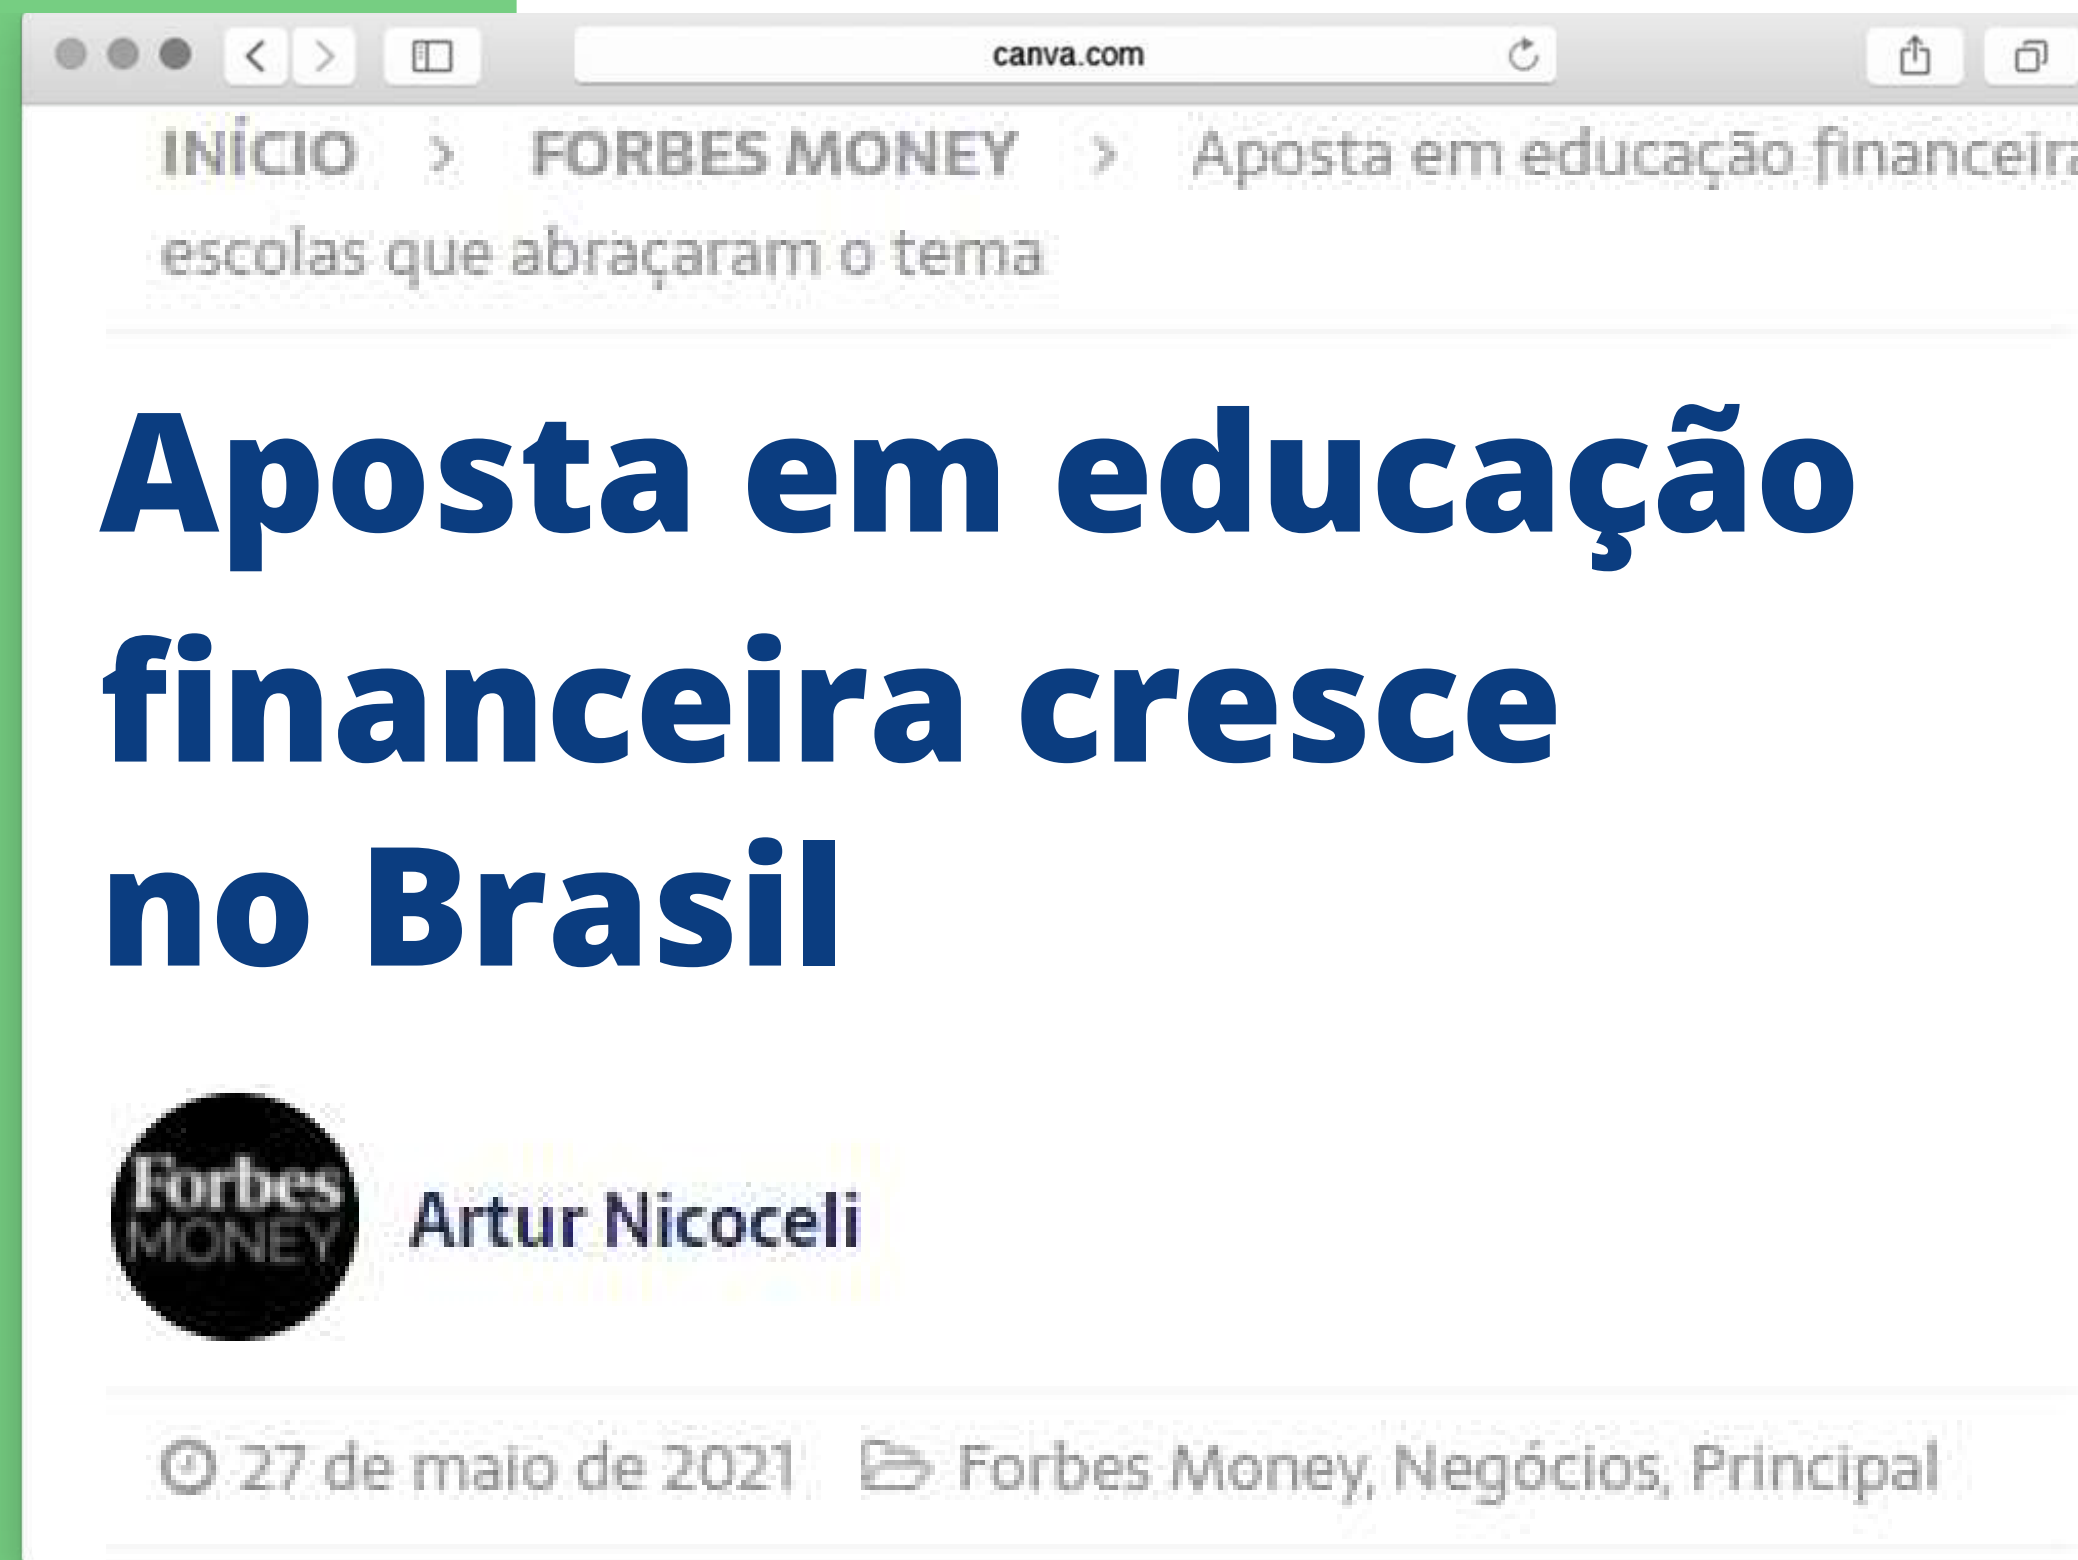 canva.com
INÍCIO > FORBES MONEY > Aposta em educação financeira
escolas que abraçaram o tema
Aposta em educação
financeira cresce
no Brasil
Forbes
MONEY
Artur Nicoceli
27 de maio de 2021 Forbes Money, Negócios, Principal